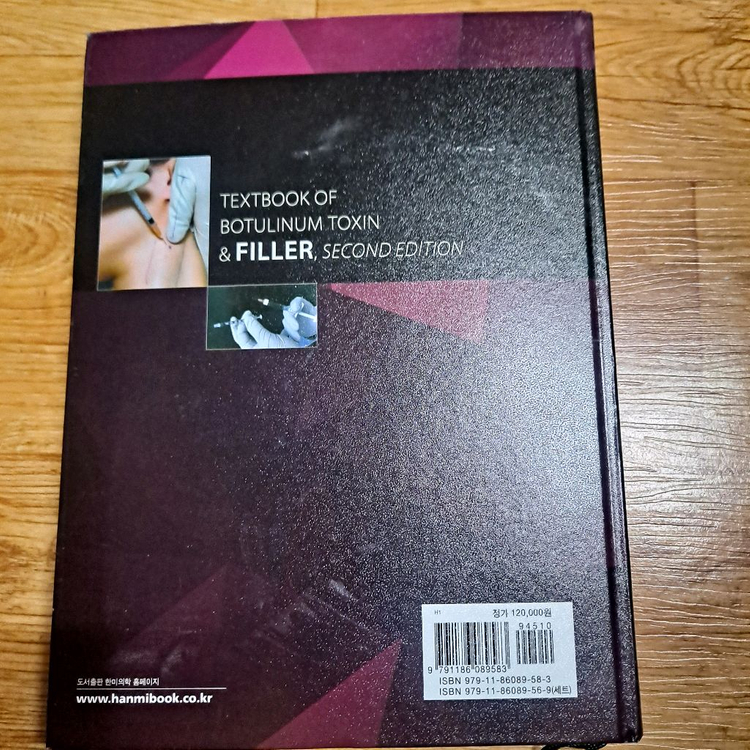 TEXTBOOK OF
BOTULINUM TOXIN
& FILLER, SECOND EDITION
H1
정가 120,000원
94510
9 791186 089583
ISBN 979-11-86089-58-3
ISBN 979-11-86089-56-9(세트)
도서출판 한미의학 홈페이지
www.hanmibook.co.kr